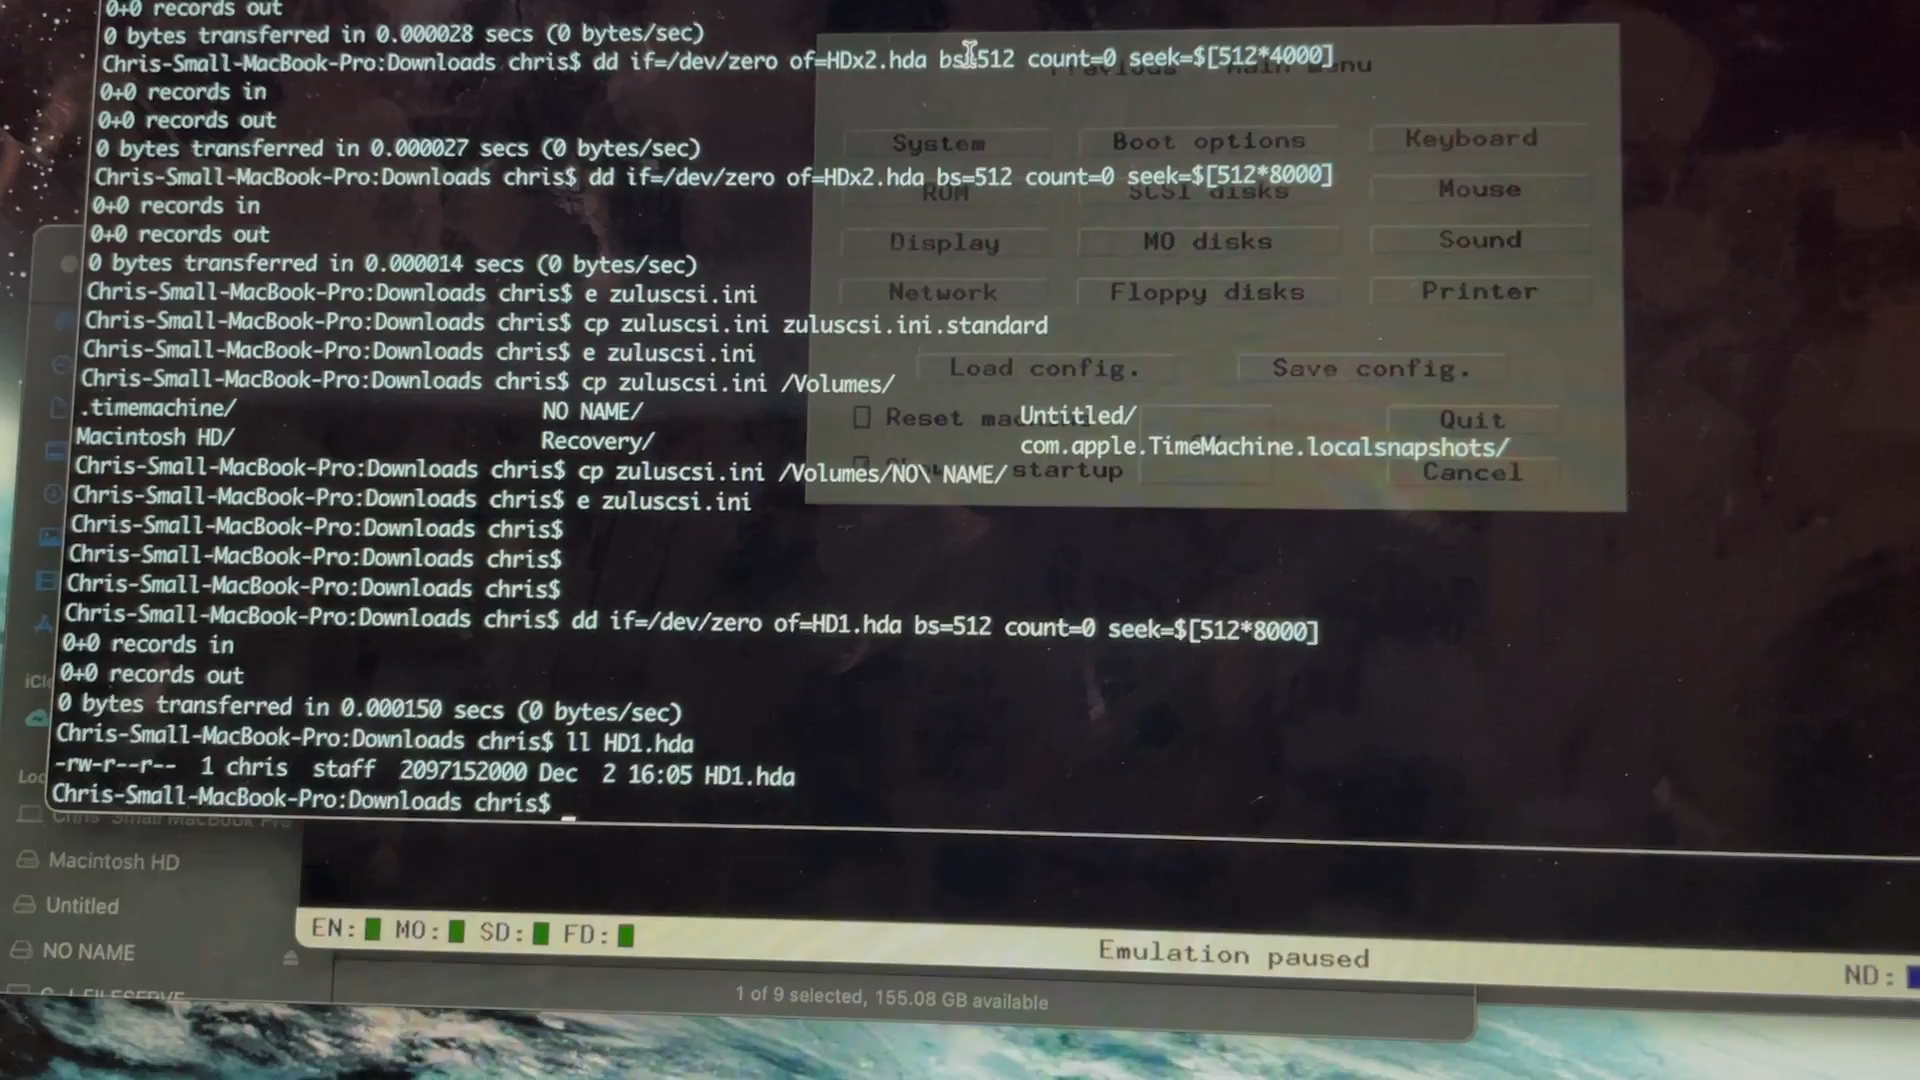 0+0 records out
0 bytes transferred in 0.000028 secs (0 bytes/sec)
Chris-Small-MacBook-Pro:Downloads chris$ dd if=/dev/zero of=HDx2.hda bs=512 count=0 seek=$[512*4000]
0+0 records in
0+0 records out
0 bytes transferred in 0.000027 secs (0 bytes/sec)
Chris-Small-MacBook-Pro:Downloads chris$ dd if=/dev/zero of=HDx2.hda bs=512 count=0 seek=$[512*8000]
0+0 records in
0+0 records out
0 bytes transferred in 0.000014 secs (0 bytes/sec)
Chris-Small-MacBook-Pro:Downloads chris$ e zuluscsi.ini
Chris-Small-MacBook-Pro:Downloads chris$ cp zuluscsi.ini zuluscsi.ini.standard
Chris-Small-MacBook-Pro:Downloads chris$ e zuluscsi.ini
Chris-Small-MacBook-Pro:Downloads chris$ cp zuluscsi.ini /Volumes/
.timemachine/ NO NAME/ Untitled/
Macintosh HD/ Recovery/ com.apple.TimeMachine.localsnapshots/
Chris-Small-MacBook-Pro:Downloads chris$ cp zuluscsi.ini /Volumes/NO\ NAME/
Chris-Small-MacBook-Pro:Downloads chris$ e zuluscsi.ini
Chris-Small-MacBook-Pro:Downloads chris$
Chris-Small-MacBook-Pro:Downloads chris$
Chris-Small-MacBook-Pro:Downloads chris$
Chris-Small-MacBook-Pro:Downloads chris$ dd if=/dev/zero of=HD1.hda bs=512 count=0 seek=$[512*8000]
0+0 records in
0+0 records out
0 bytes transferred in 0.000150 secs (0 bytes/sec)
Chris-Small-MacBook-Pro:Downloads chris$ ll HD1.hda
-rw-r--r-- 1 chris staff 2097152000 Dec 2 16:05 HD1.hda
Chris-Small-MacBook-Pro:Downloads chris$
menu
System Boot options Keyboard
ROM SCSI disks Mouse
Display MO disks Sound
Network Floppy disks Printer
Load config. Save config.
Reset Quit
startup Cancel
Macintosh HD
Untitled
NO NAME
EN: MO: SD: FD:
Emulation paused
ND:
1 of 9 selected, 155.08 GB available